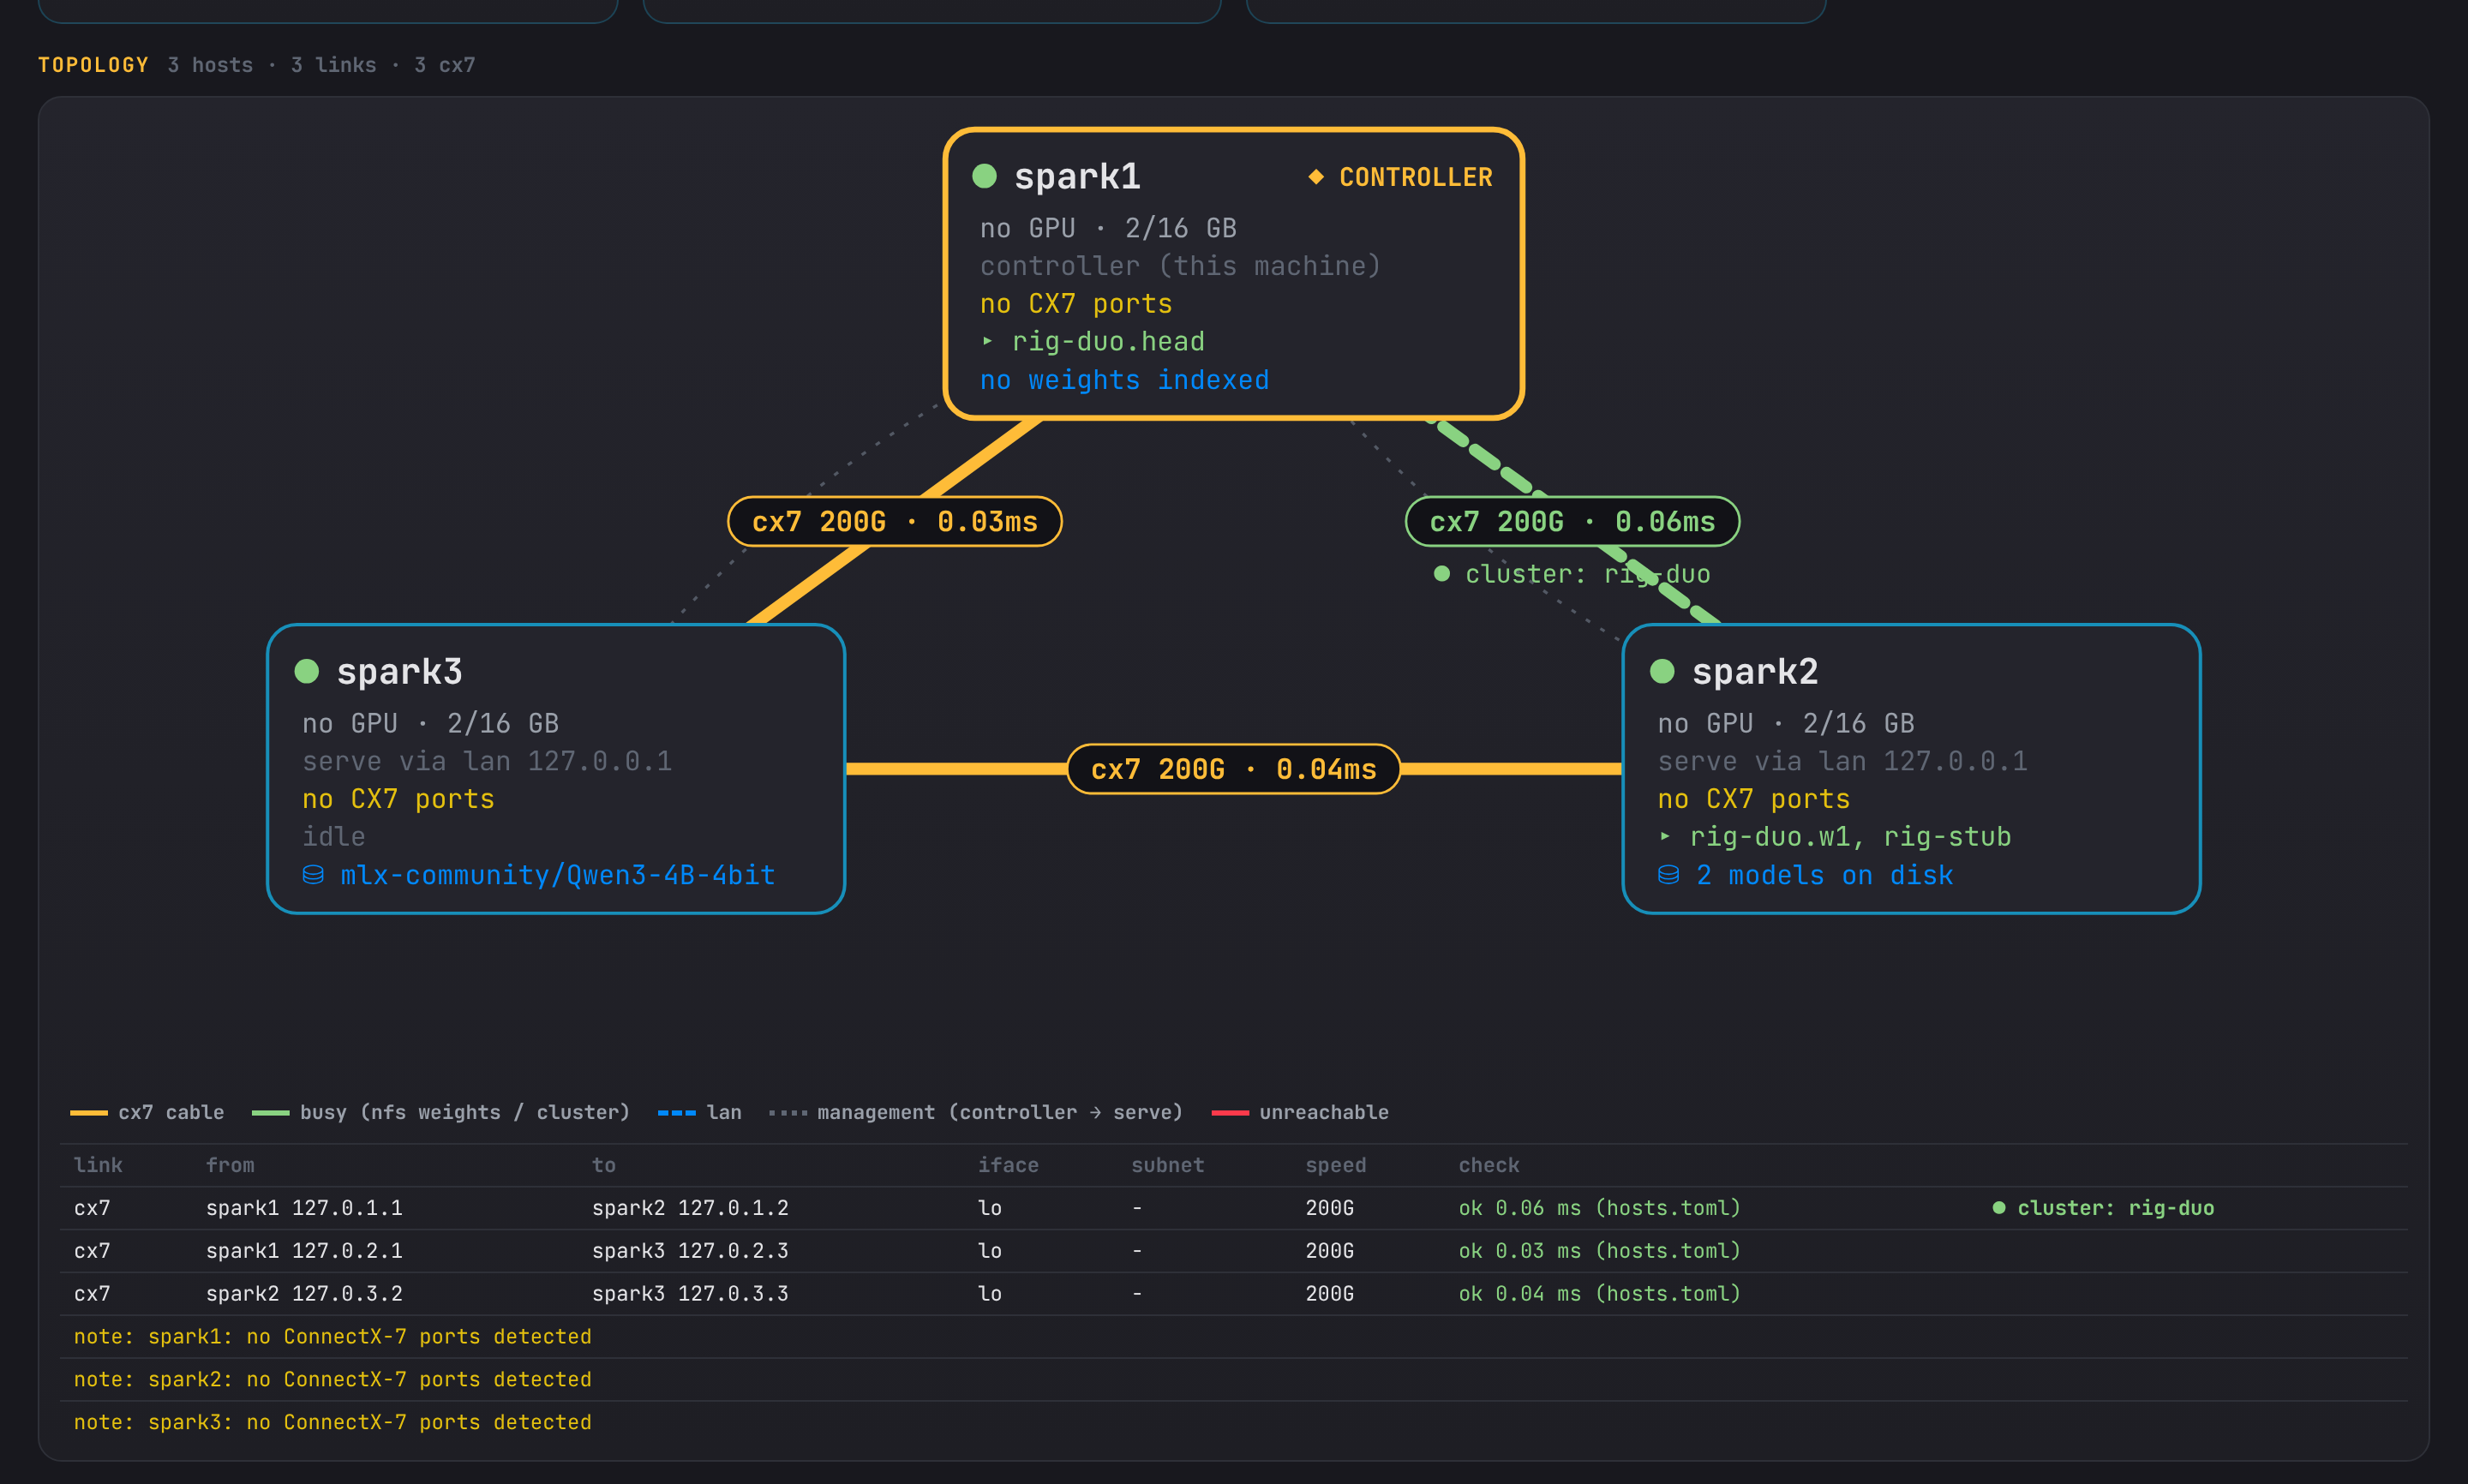 TOPOLOGY 3 hosts · 3 links · 3 cx7
spark1 ◆ CONTROLLER
no GPU · 2/16 GB
controller (this machine)
no CX7 ports
▸ rig-duo.head
no weights indexed
cx7 200G · 0.03ms
cx7 200G · 0.06ms
● cluster: rig-duo
spark3
no GPU · 2/16 GB
serve via lan 127.0.0.1
no CX7 ports
idle
mlx-community/Qwen3-4B-4bit
cx7 200G · 0.04ms
spark2
no GPU · 2/16 GB
serve via lan 127.0.0.1
no CX7 ports
▸ rig-duo.w1, rig-stub
2 models on disk
cx7 cable busy (nfs weights / cluster) lan management (controller → serve) unreachable
link from to iface subnet speed check
cx7 spark1 127.0.1.1 spark2 127.0.1.2 lo - 200G ok 0.06 ms (hosts.toml) ● cluster: rig-duo
cx7 spark1 127.0.2.1 spark3 127.0.2.3 lo - 200G ok 0.03 ms (hosts.toml)
cx7 spark2 127.0.3.2 spark3 127.0.3.3 lo - 200G ok 0.04 ms (hosts.toml)
note: spark1: no ConnectX-7 ports detected
note: spark2: no ConnectX-7 ports detected
note: spark3: no ConnectX-7 ports detected